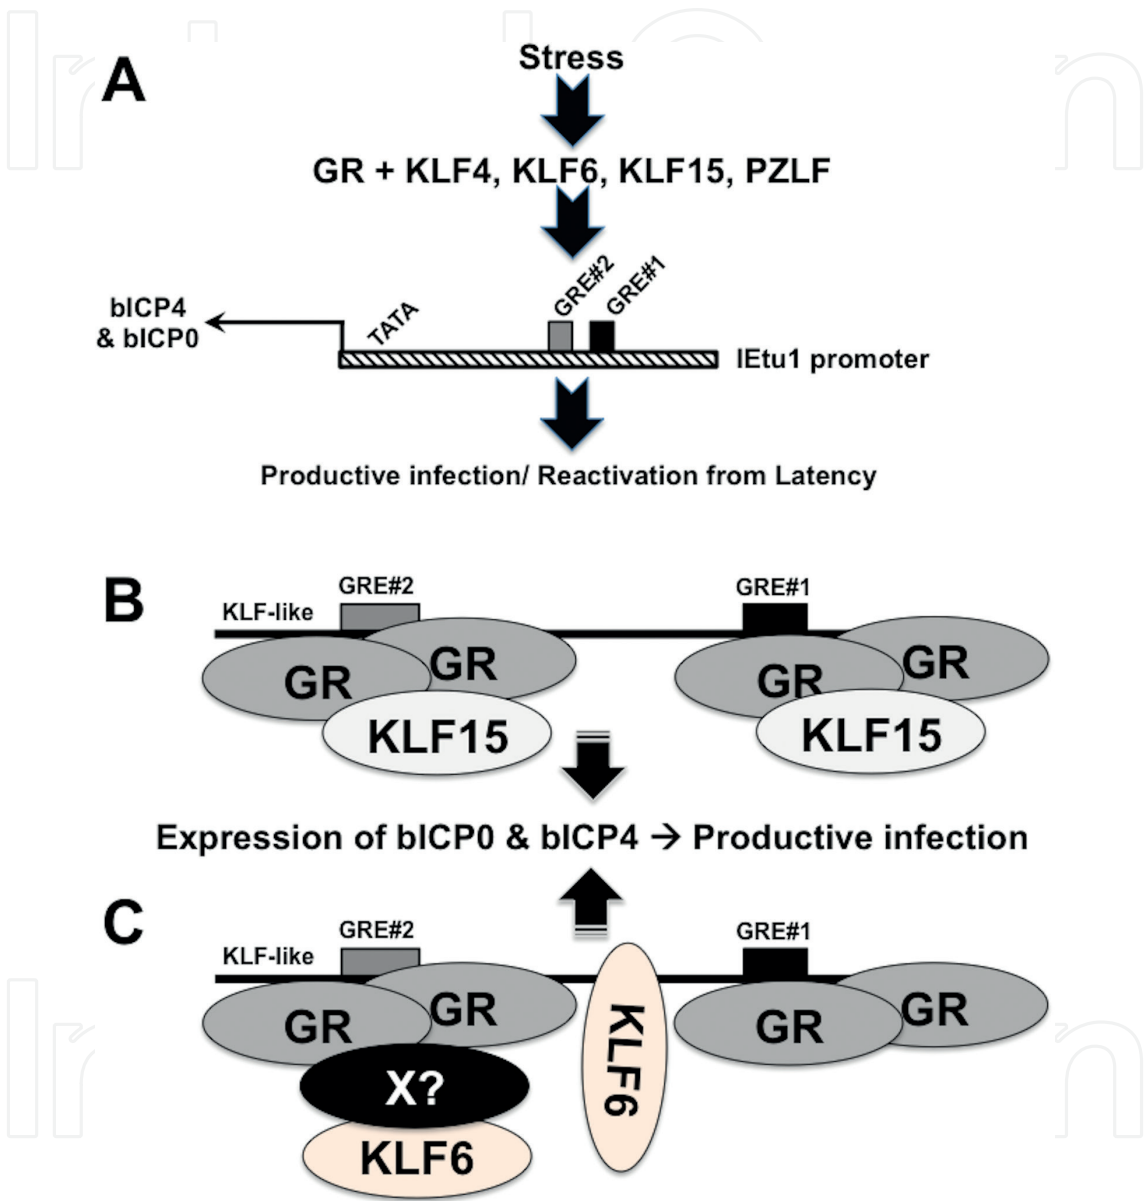 A
Stress
GR + KLF4, KLF6, KLF15, PZLF
GRE#2
GRE#1
TATA
bICP4
& bICP0
IEtu1 promoter
Productive infection/ Reactivation from Latency
B
GRE#2
GRE#1
KLF-like
GR
GR
GR
GR
KLF15
KLF15
Expression of bICP0 & bICP4 → Productive infection
C
GRE#2
GRE#1
KLF-like
GR
GR
GR
GR
KLF6
X?
KLF6